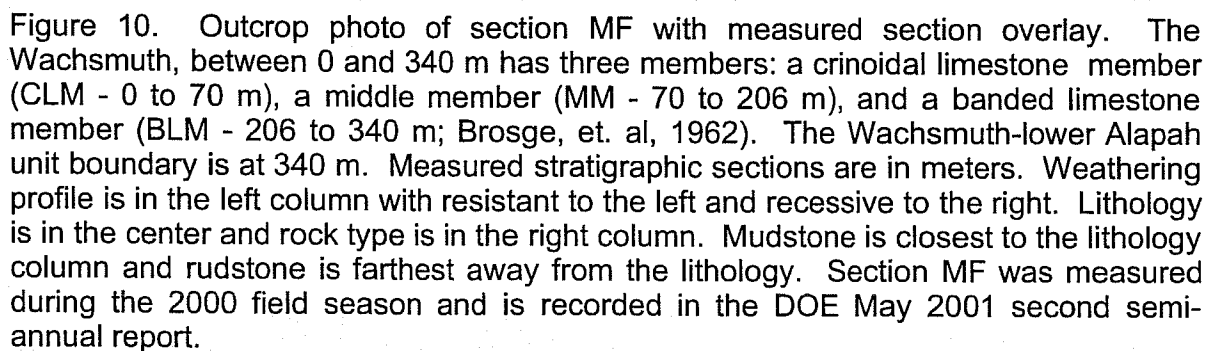 Figure 10. Outcrop photo of section MF with measured section overlay. The
Wachsmuth, between 0 and 340 m has three members: a crinoidal limestone member
(CLM - 0 to 70 m), a middle member (MM - 70 to 206 m), and a banded limestone
member (BLM - 206 to 340 m; Brosge, et. al, 1962). The Wachsmuth-lower Alapah
unit boundary is at 340 m. Measured stratigraphic sections are in meters. Weathering
profile is in the left column with resistant to the left and recessive to the right. Lithology
is in the center and rock type is in the right column. Mudstone is closest to the lithology
column and rudstone is farthest away from the lithology. Section MF was measured
during the 2000 field season and is recorded in the DOE May 2001 second semi-
annual report.